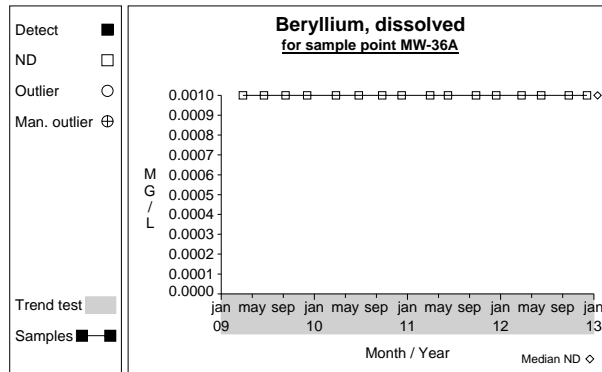 Detect
ND
Outlier
Man. outlier
Trend test
Samples
Beryllium, dissolved
for sample point MW-36A
M
G
/
L
0.0010
0.0009
0.0008
0.0007
0.0006
0.0005
0.0004
0.0003
0.0002
0.0001
0.0000
jan may sep jan may sep jan may sep jan may sep jan
09 10 11 12 13
Month / Year
Median ND